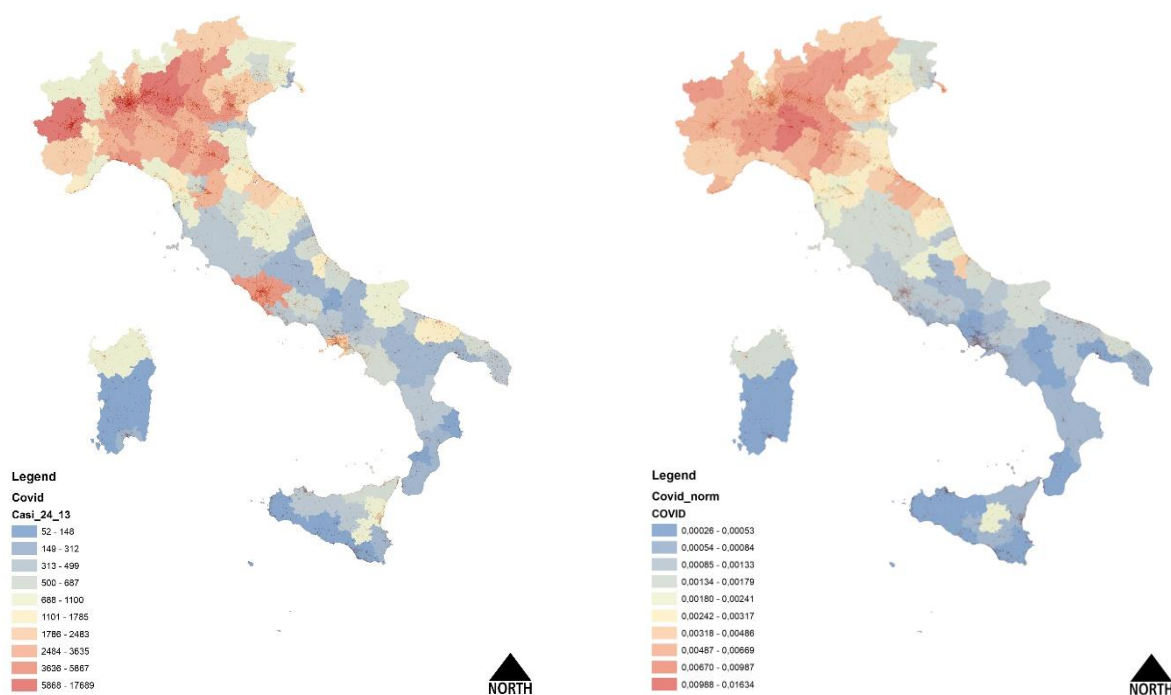 Legend
Covid
Casi_24_13
52 - 148
149 - 312
313 - 499
500 - 687
688 - 1100
1101 - 1785
1786 - 2483
2484 - 3635
3636 - 5867
5868 - 17689
NORTH
Legend
Covid_norm
COVID
0,00026 - 0,00053
0,00054 - 0,00084
0,00085 - 0,00133
0,00134 - 0,00179
0,00180 - 0,00241
0,00242 - 0,00317
0,00318 - 0,00486
0,00487 - 0,00669
0,00670 - 0,00987
0,00988 - 0,01634
NORTH